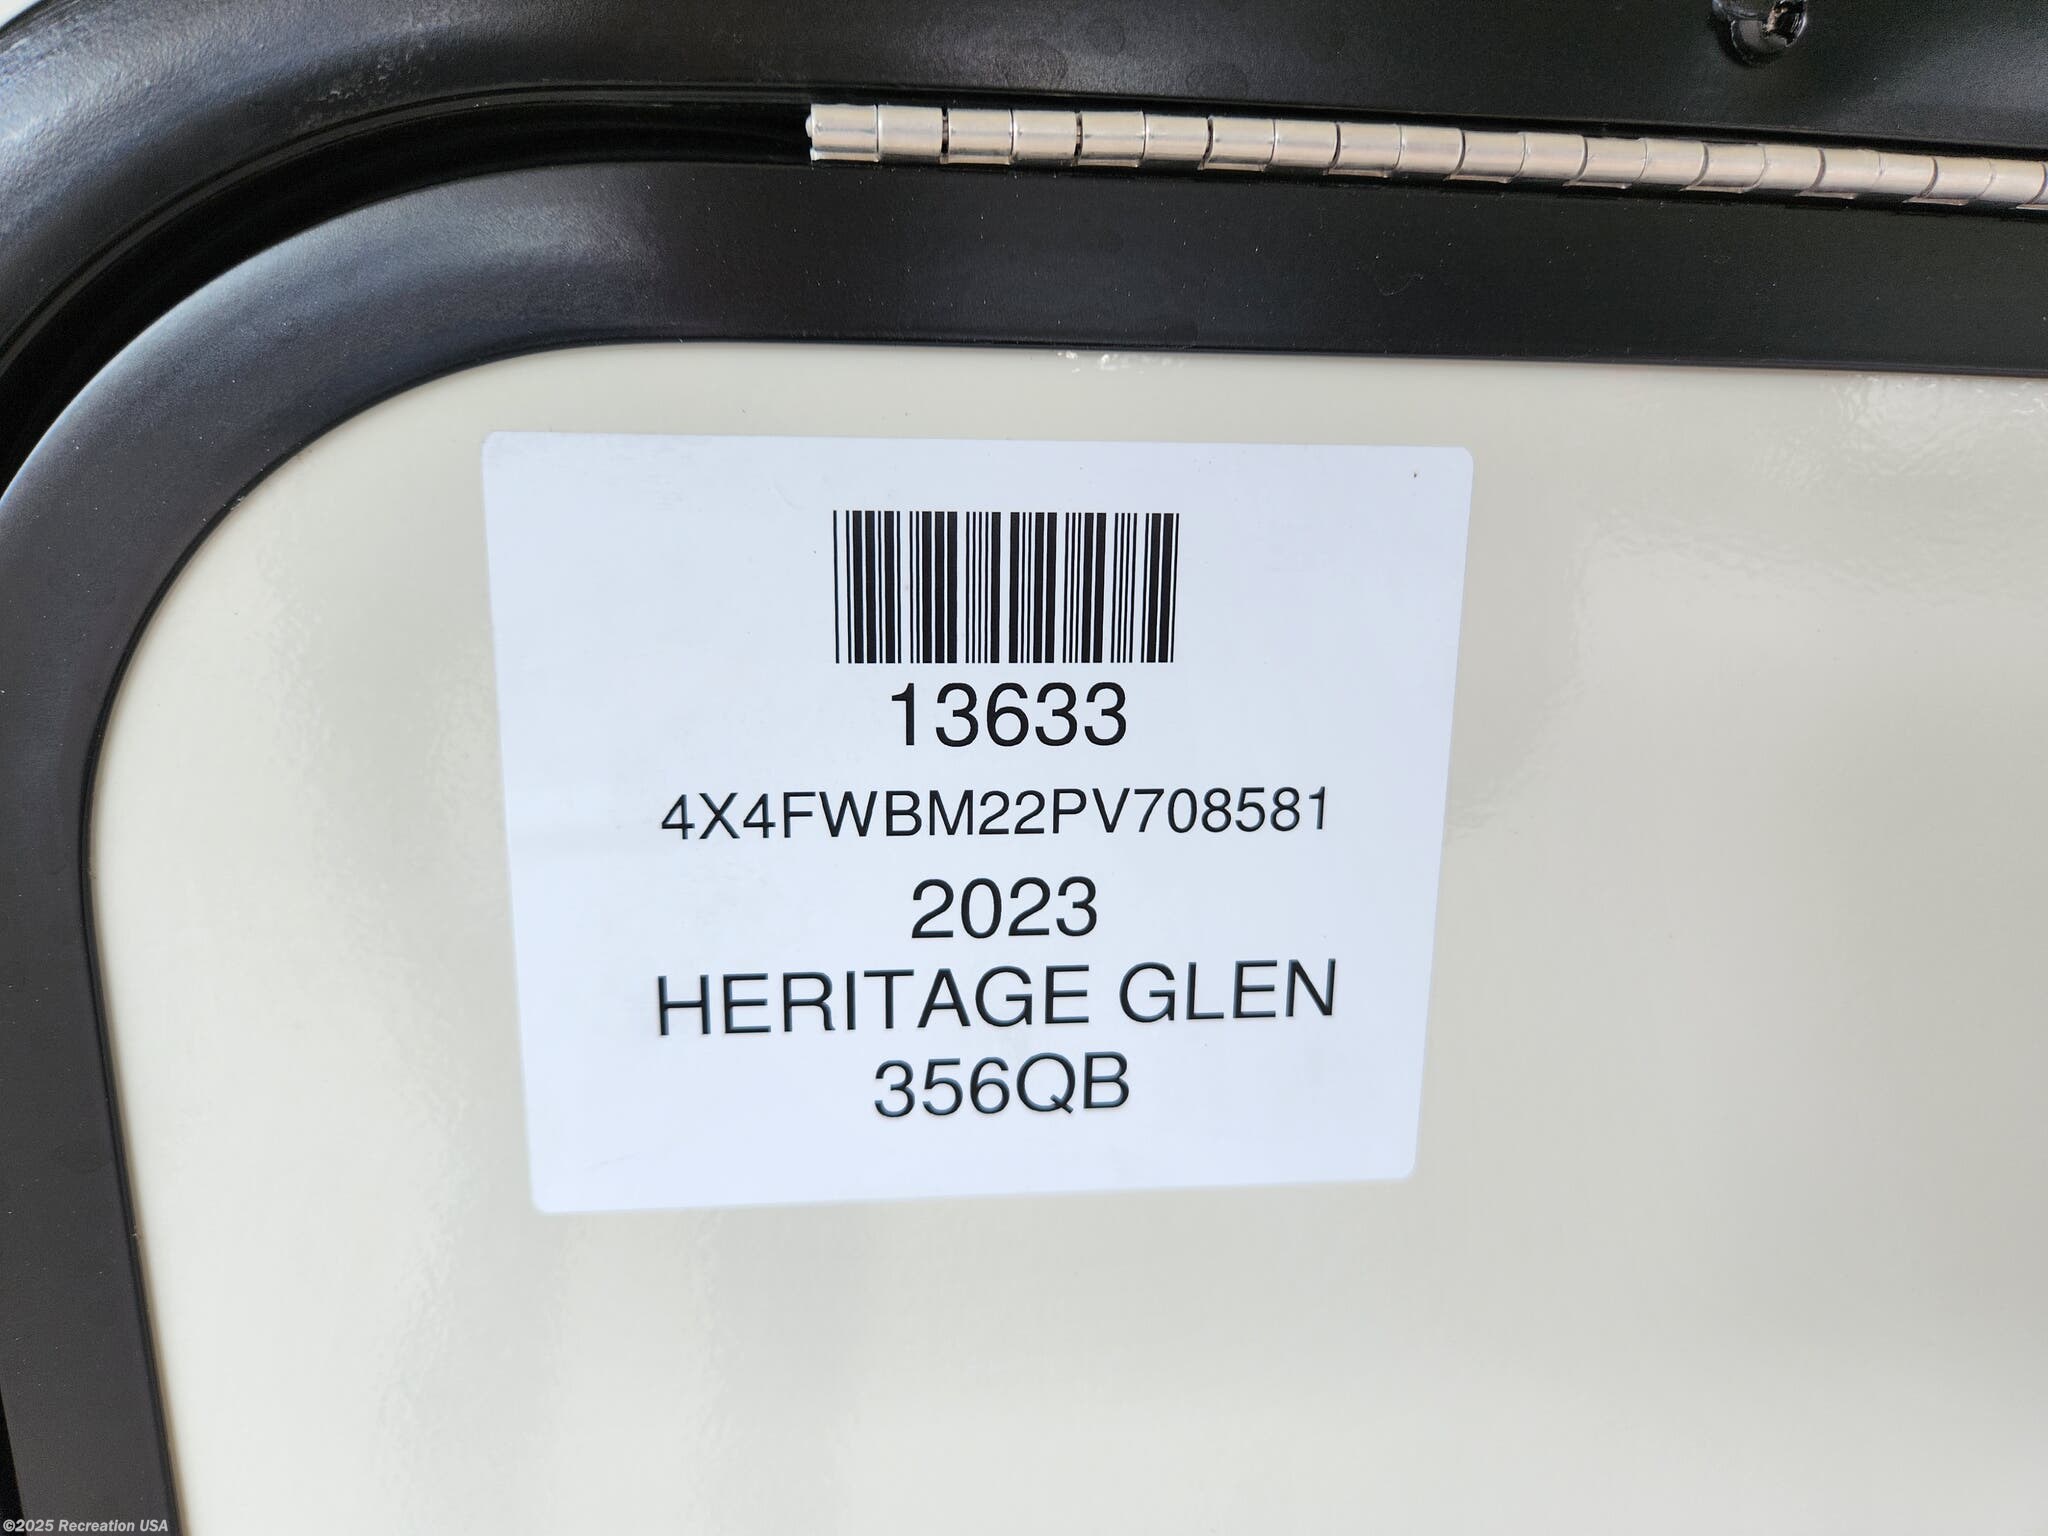 13633
4X4FWBM22PV708581
2023
HERITAGE GLEN
356QB
©2025 Recreation USA